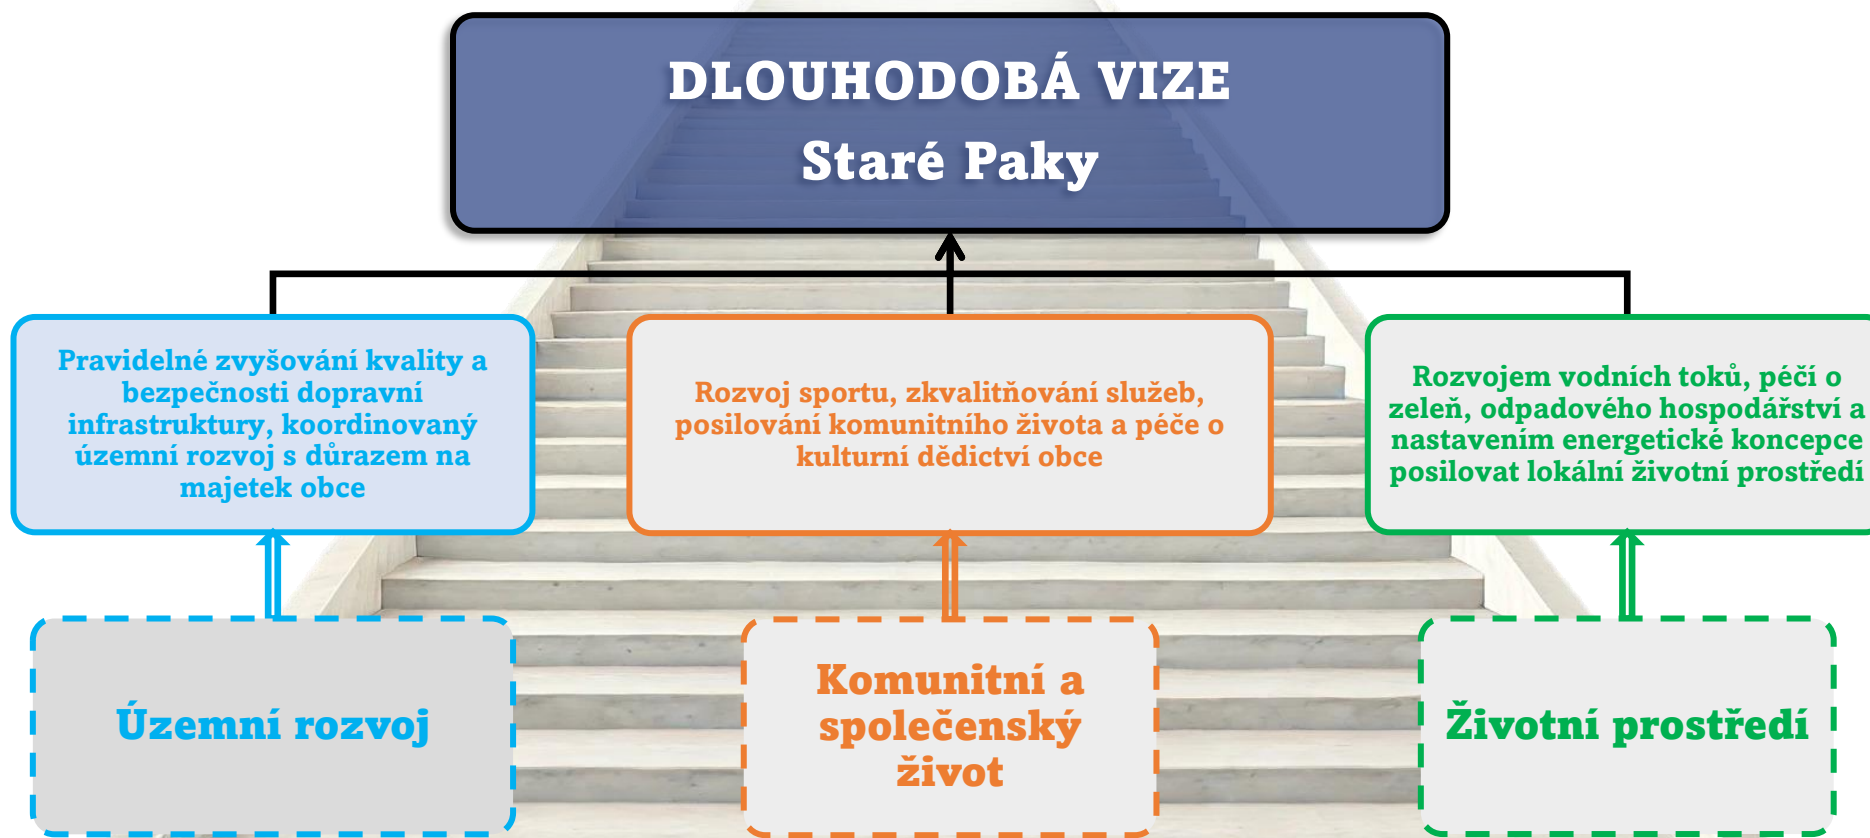 DLOUHODOBÁ VIZE
Staré Paky
Pravidelné zvyšování kvality a
bezpečnosti dopravní
infrastruktury, koordinovaný
územní rozvoj s důrazem na
majetek obce
Rozvoj sportu, zkvalitňování služeb,
posilování komunitního života a péče o
kulturní dědictví obce
Rozvojem vodních toků, péčí o
zeleň, odpadového hospodářství a
nastavením energetické koncepce
posilovat lokální životní prostředí
Územní rozvoj
Komunitní a
společenský
život
Životní prostředí